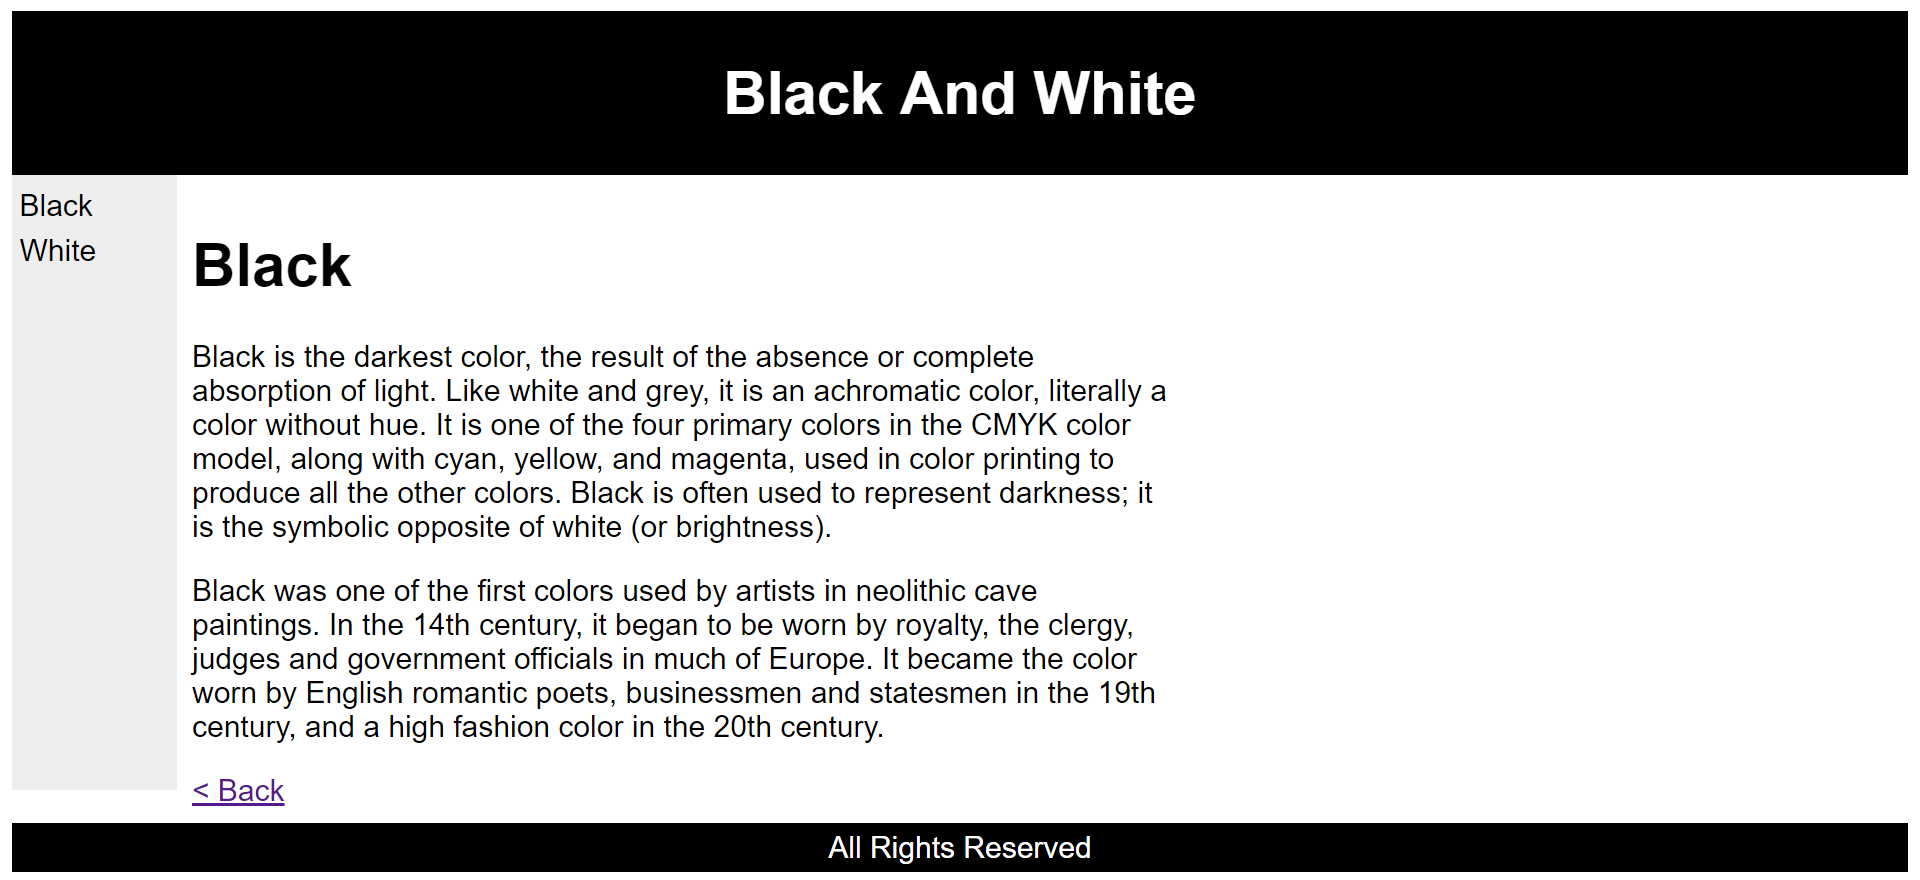 Black And White
Black
White
Black
Black is the darkest color, the result of the absence or complete
absorption of light. Like white and grey, it is an achromatic color, literally a
color without hue. It is one of the four primary colors in the CMYK color
model, along with cyan, yellow, and magenta, used in color printing to
produce all the other colors. Black is often used to represent darkness; it
is the symbolic opposite of white (or brightness).
Black was one of the first colors used by artists in neolithic cave
paintings. In the 14th century, it began to be worn by royalty, the clergy,
judges and government officials in much of Europe. It became the color
worn by English romantic poets, businessmen and statesmen in the 19th
century, and a high fashion color in the 20th century.
< Back
All Rights Reserved